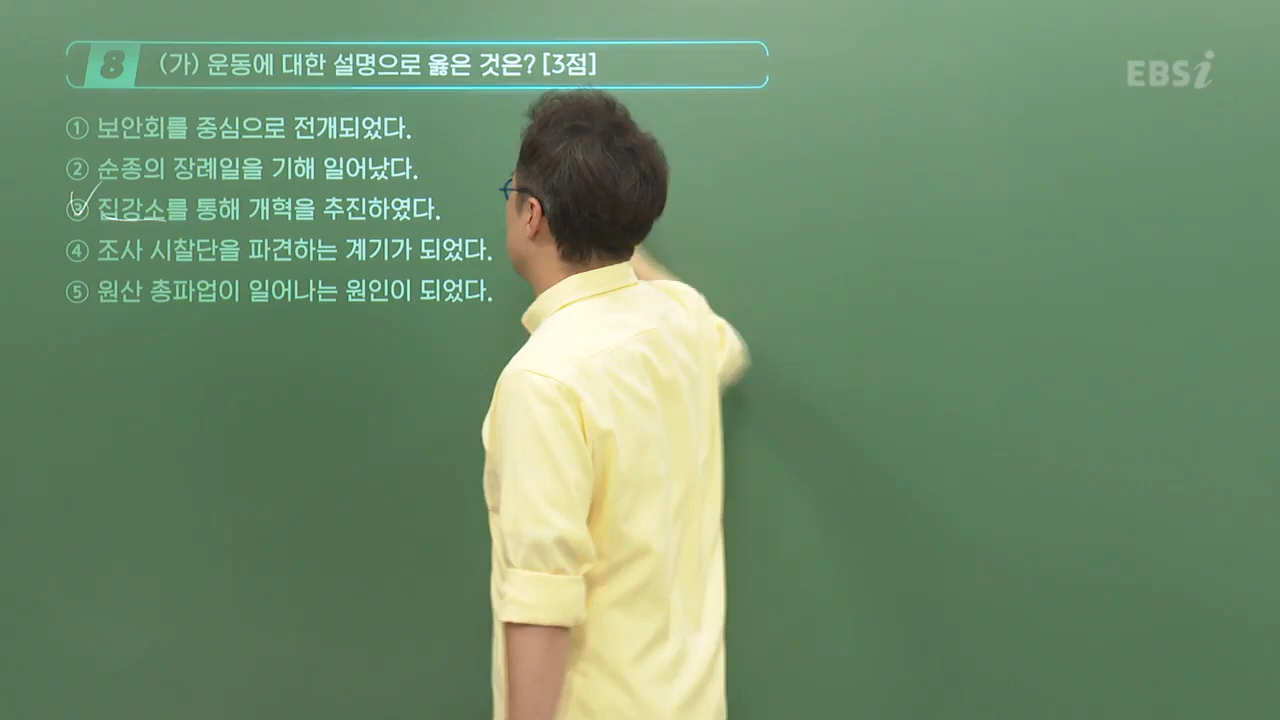 8 (가) 운동에 대한 설명으로 옳은 것은? [3점]
EBSi
① 보안회를 중심으로 전개되었다.
② 순종의 장례일을 기해 일어났다.
③ 집강소를 통해 개혁을 추진하였다.
④ 조사 시찰단을 파견하는 계기가 되었다.
⑤ 원산 총파업이 일어나는 원인이 되었다.